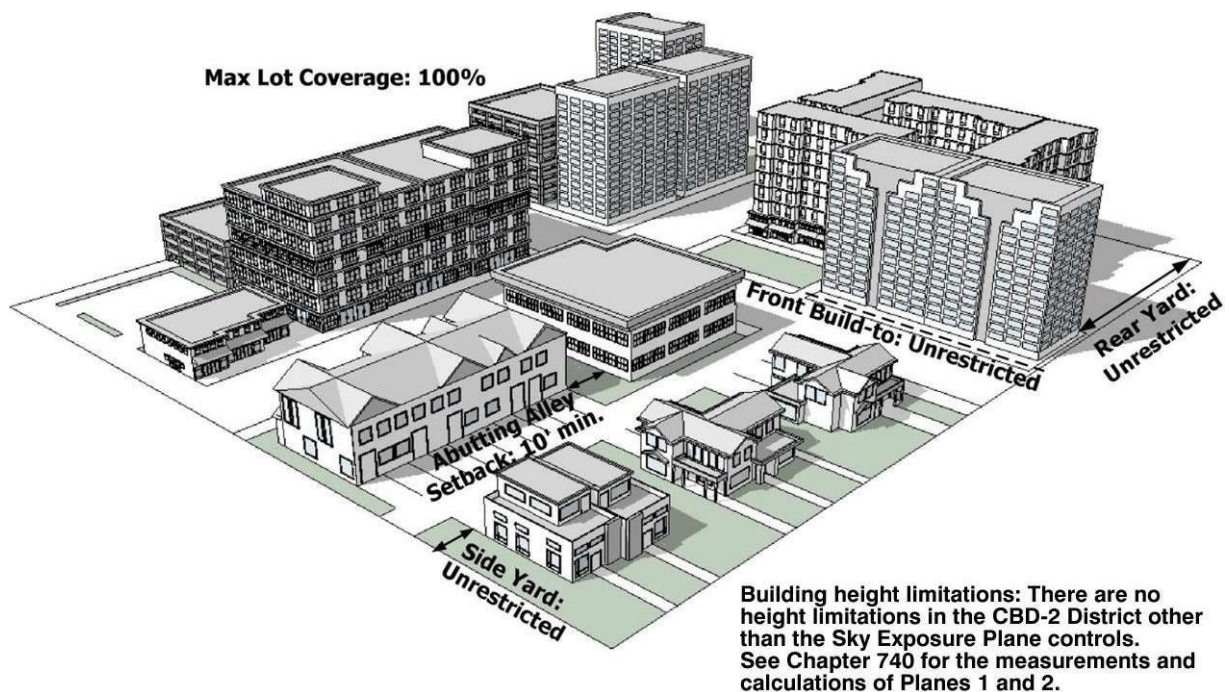 Max Lot Coverage: 100%
Front Build-to: Unrestricted
Rear Yard:
Unrestricted
Abutting Alley
Setback: 10' min.
Side Yard:
Unrestricted
Building height limitations: There are no
height limitations in the CBD-2 District other
than the Sky Exposure Plane controls.
See Chapter 740 for the measurements and
calculations of Planes 1 and 2.